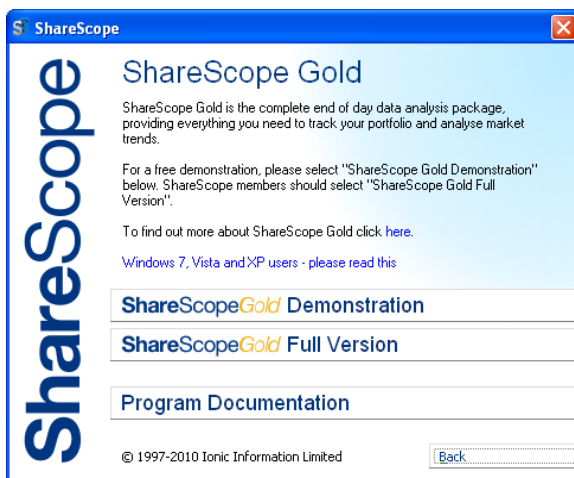 ShareScope
ShareScope
ShareScope Gold
ShareScope Gold is the complete end of day data analysis package,
providing everything you need to track your portfolio and analyse market
trends.
For a free demonstration, please select "ShareScope Gold Demonstration"
below. ShareScope members should select "ShareScope Gold Full
Version".
To find out more about ShareScope Gold click here.
Windows 7, Vista and XP users - please read this
ShareScopeGold Demonstration
ShareScopeGold Full Version
Program Documentation
© 1997-2010 Ionic Information Limited
Back